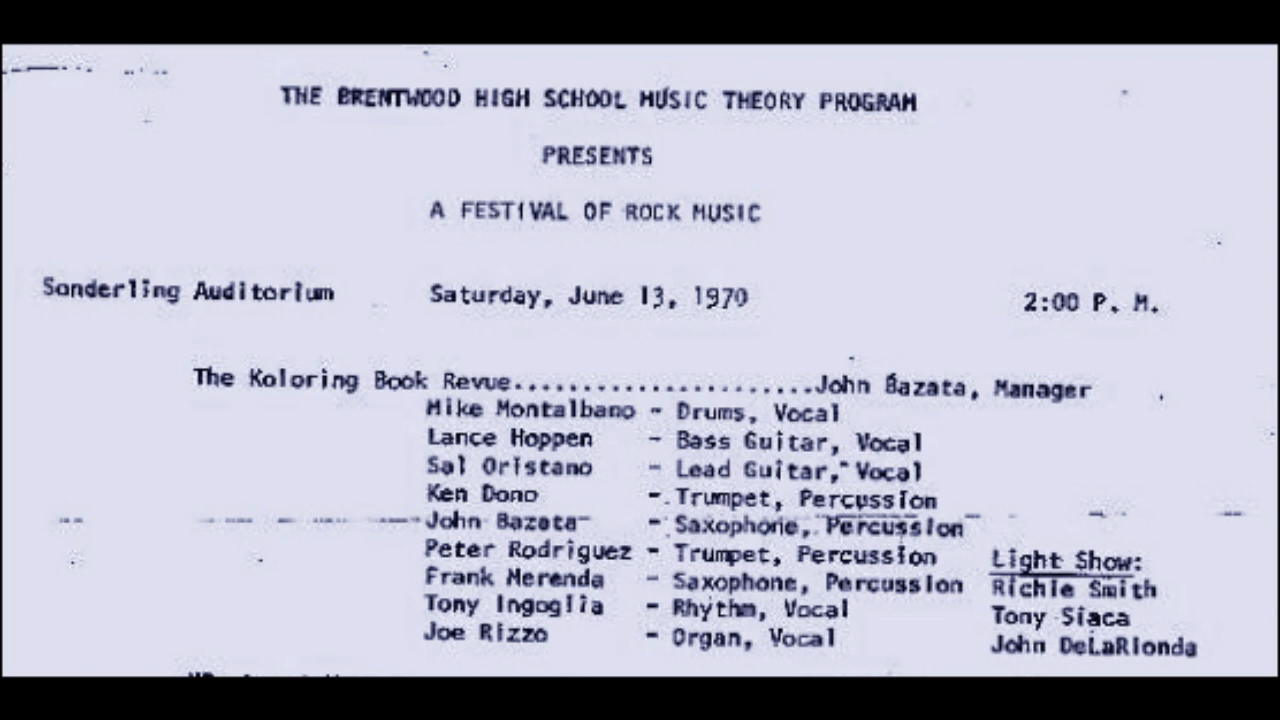 THE BRENTWOOD HIGH SCHOOL MUSIC THEORY PROGRAM
PRESENTS
A FESTIVAL OF ROCK MUSIC
Sonderling Auditorium Saturday, June 13, 1970 2:00 P. M.
The Koloring Book Revue......................John Bazata, Manager
Mike Montalbano - Drums, Vocal
Lance Hoppen - Bass Guitar, Vocal
Sal Oristano - Lead Guitar, Vocal
Ken Dono - Trumpet, Percussion
John Bazata - Saxophone, Percussion
Peter Rodriguez - Trumpet, Percussion Light Show:
Frank Merenda - Saxophone, Percussion Richie Smith
Tony Ingoglia - Rhythm, Vocal Tony Siaca
Joe Rizzo - Organ, Vocal John DeLaRionda